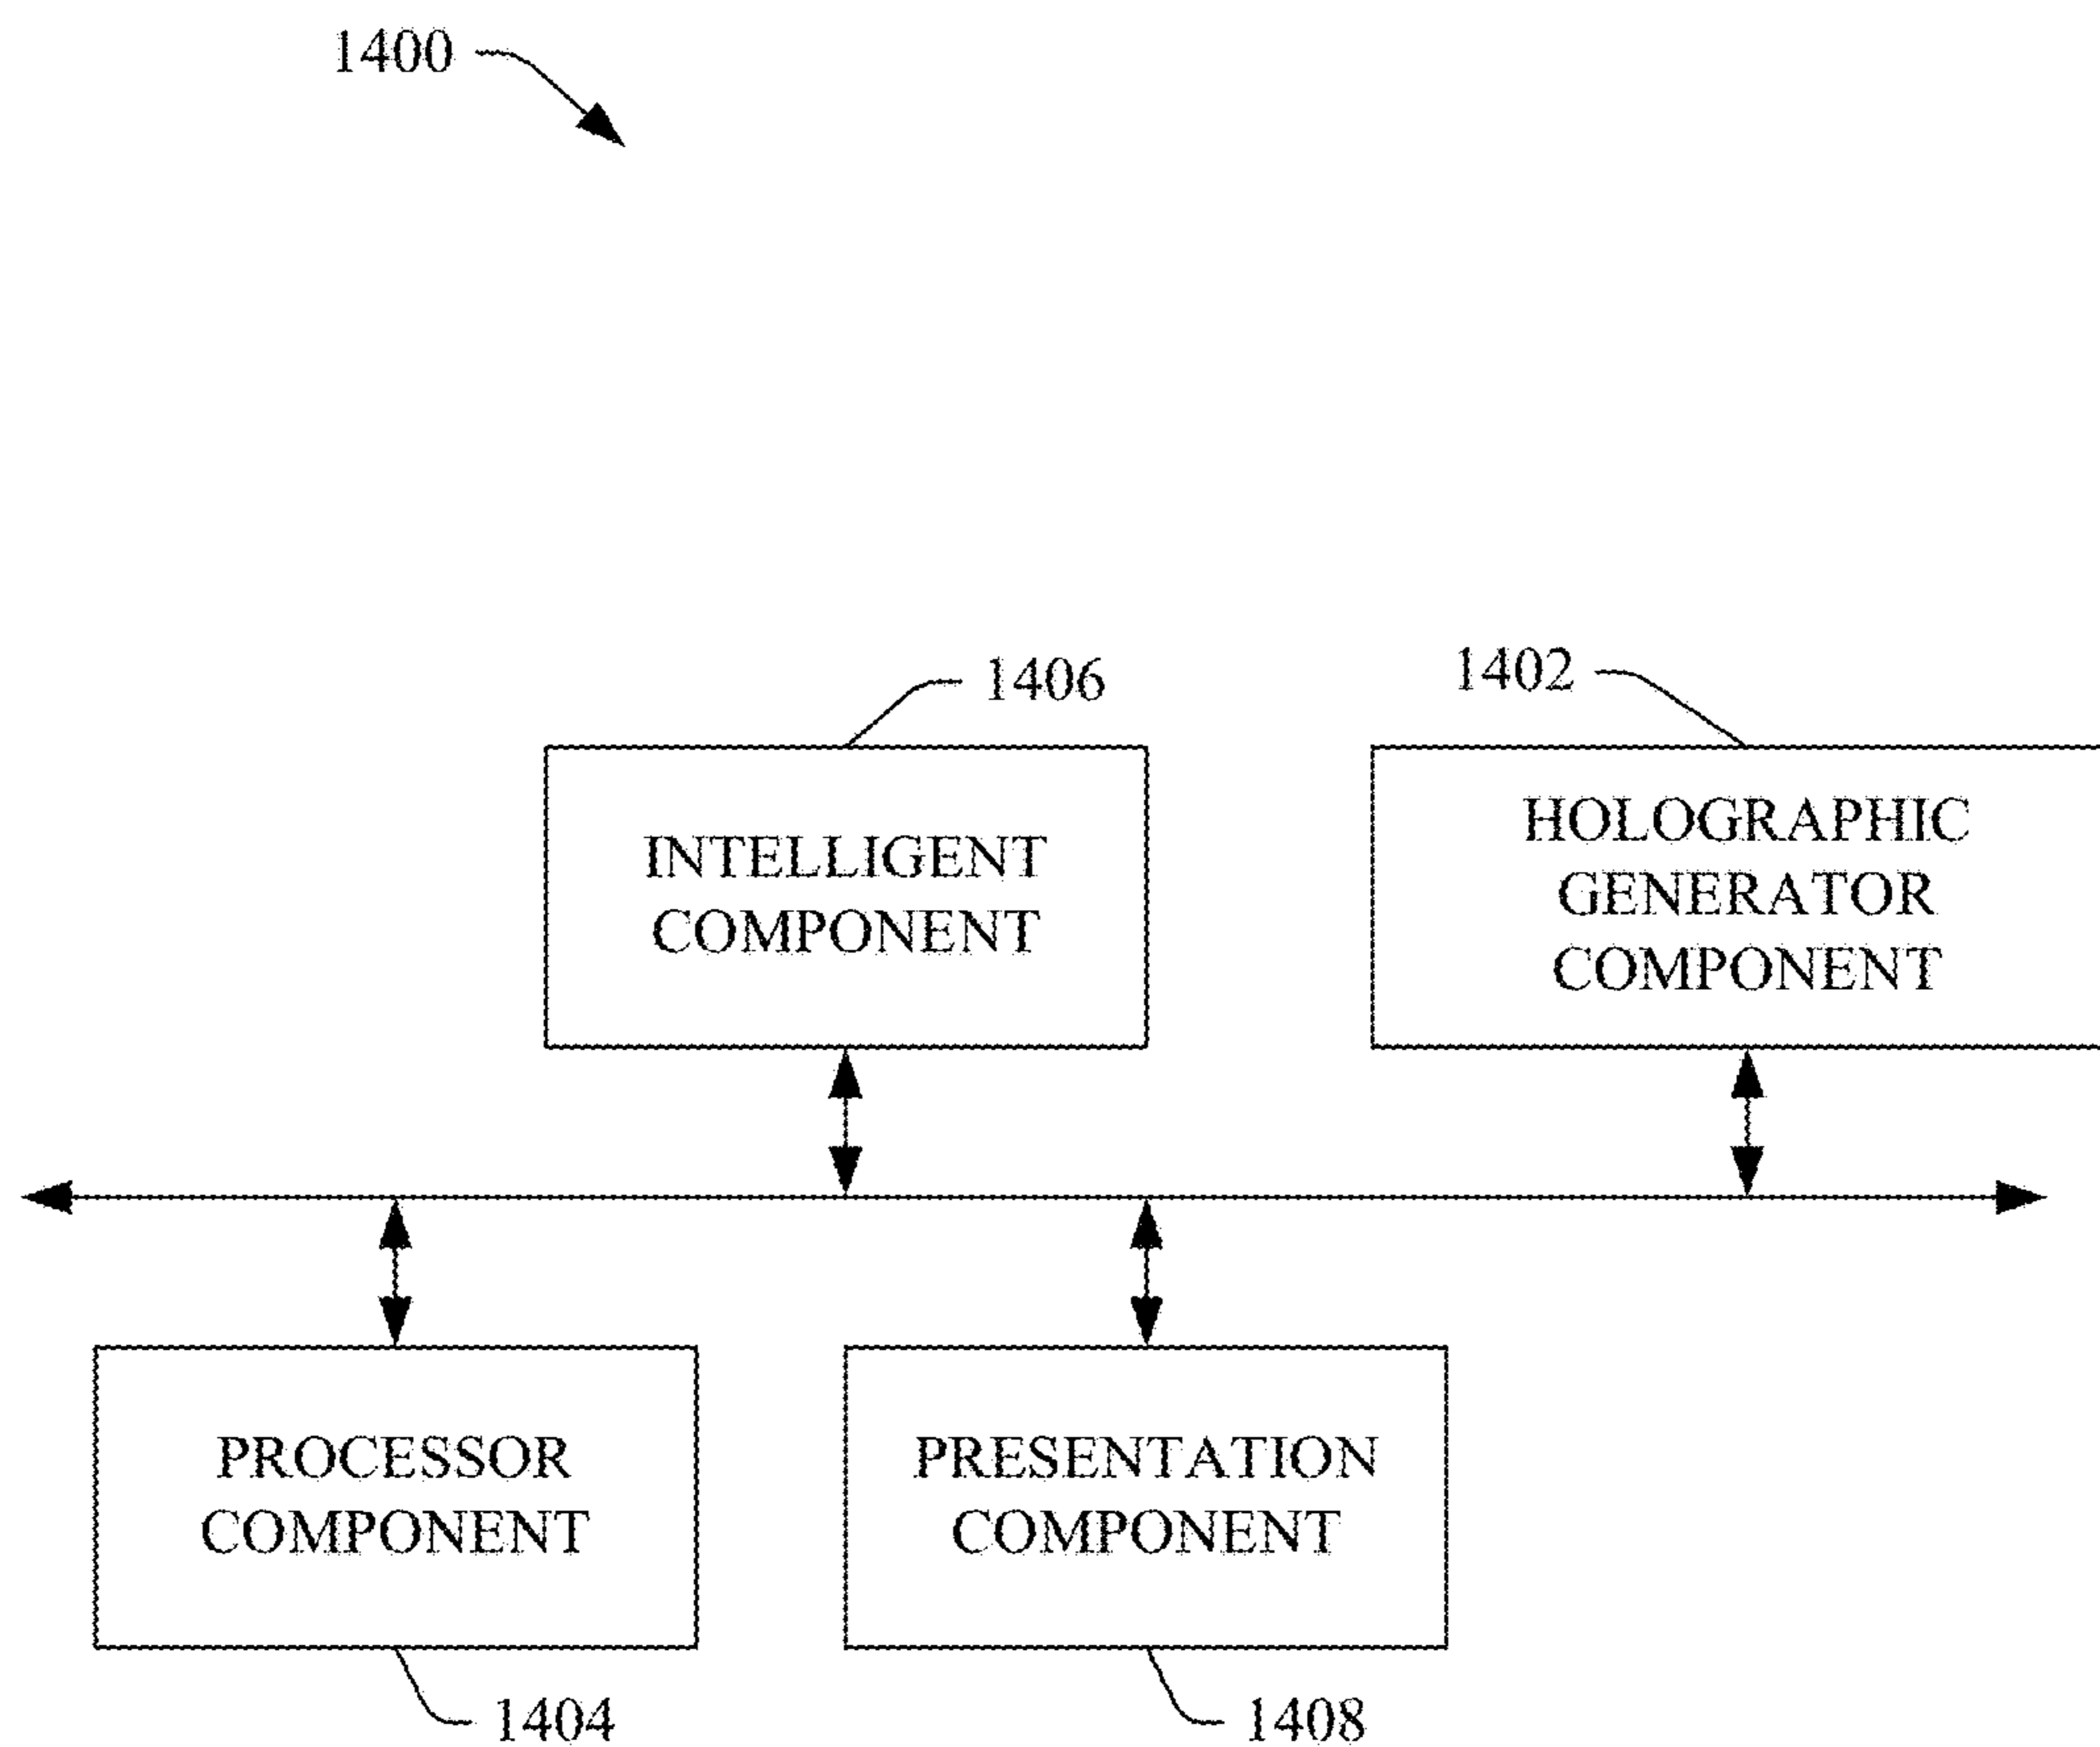 1400
1406
1402
INTELLIGENT
COMPONENT
HOLOGRAPHIC
GENERATOR
COMPONENT
PROCESSOR
COMPONENT
PRESENTATION
COMPONENT
1404
1408